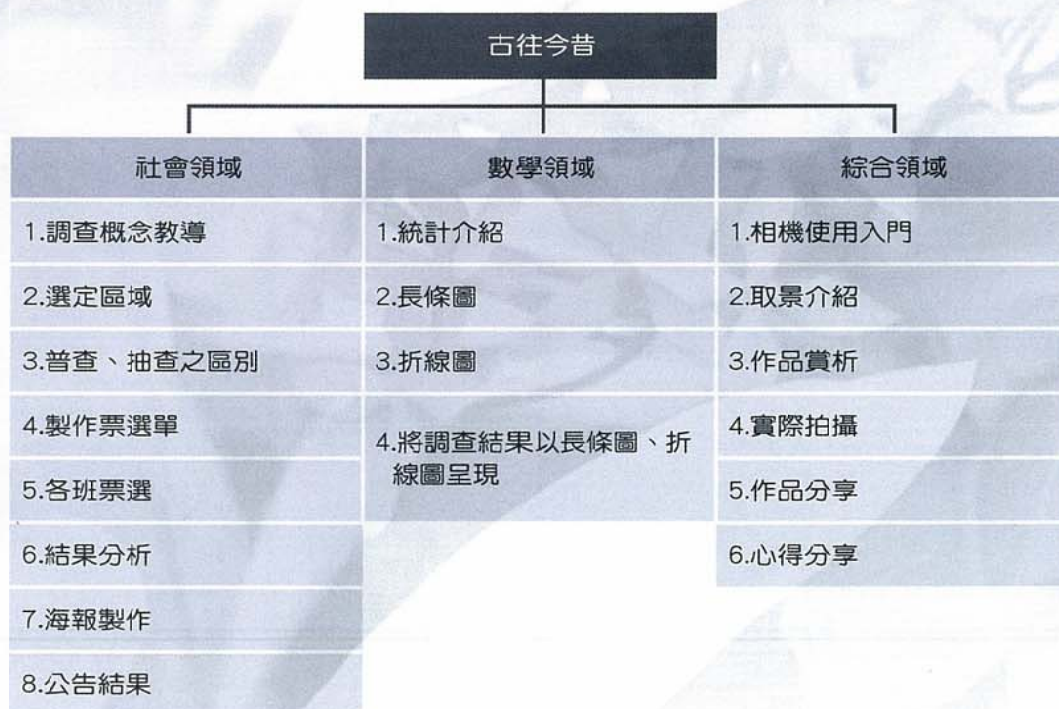 古往今昔
社會領域
1.調查概念教導
2.選定區域
3.普查、抽查之區別
4.製作票選單
5.各班票選
6.結果分析
7.海報製作
8.公告結果
數學領域
1.統計介紹
2.長條圖
3.折線圖
4.將調查結果以長條圖、折
線圖呈現
綜合領域
1.相機使用入門
2.取景介紹
3.作品賞析
4.實際拍攝
5.作品分享
6.心得分享